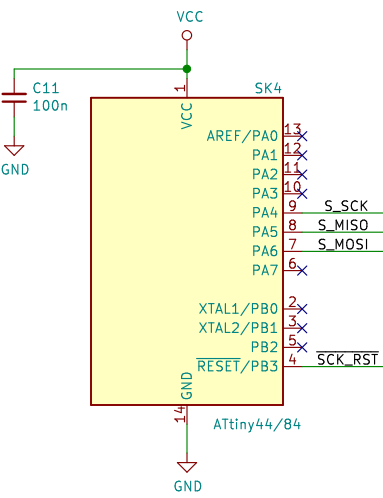 VCC
C11
100n
GND
SK4
1
VCC
AREF/PA0 13
PA1 12
PA2 11
PA3 10
PA4 9 S_SCK
PA5 8 S_MISO
PA6 7 S_MOSI
PA7 6
XTAL1/PB0 2
XTAL2/PB1 3
PB2 5
RESET/PB3 4 SCK_RST
GND
14
ATtiny44/84
GND